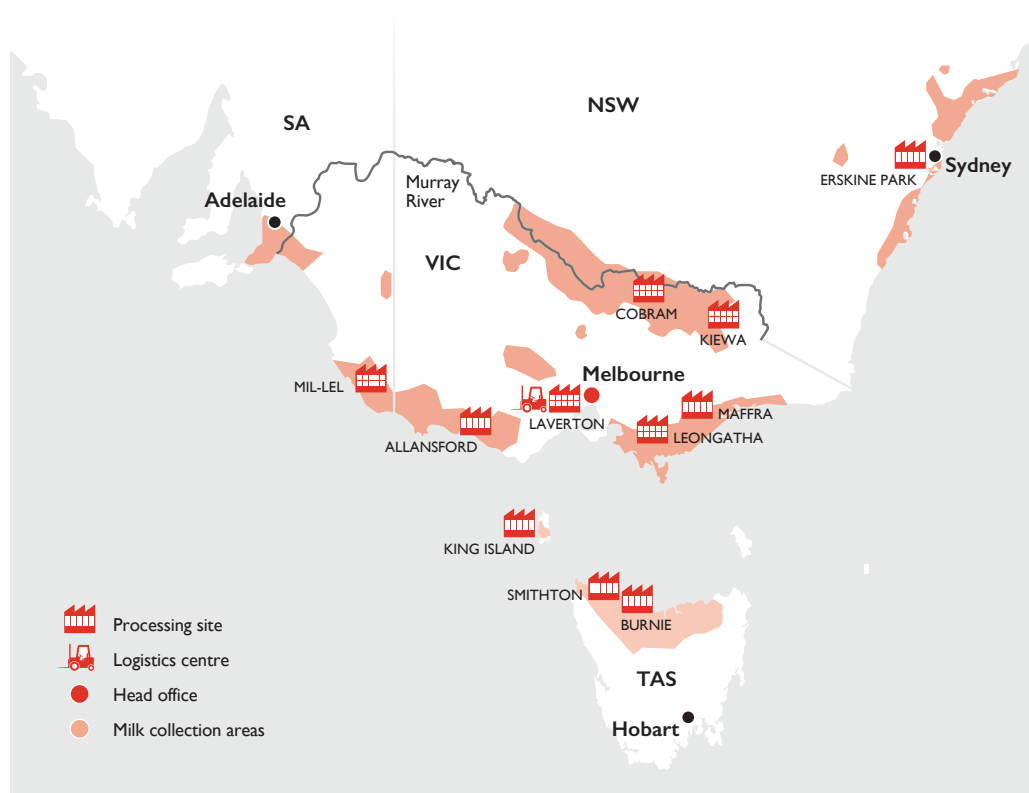 NSW
SA
ERSKINE PARK
Sydney
Murray
River
Adelaide
VIC
COBRAM
KIEWA
Melbourne
MIL-LEL
MAFFRA
LAVERTON
LEONGATHA
ALLANSFORD
KING ISLAND
SMITHTON
BURNIE
TAS
Hobart
Processing site
Logistics centre
Head office
Milk collection areas